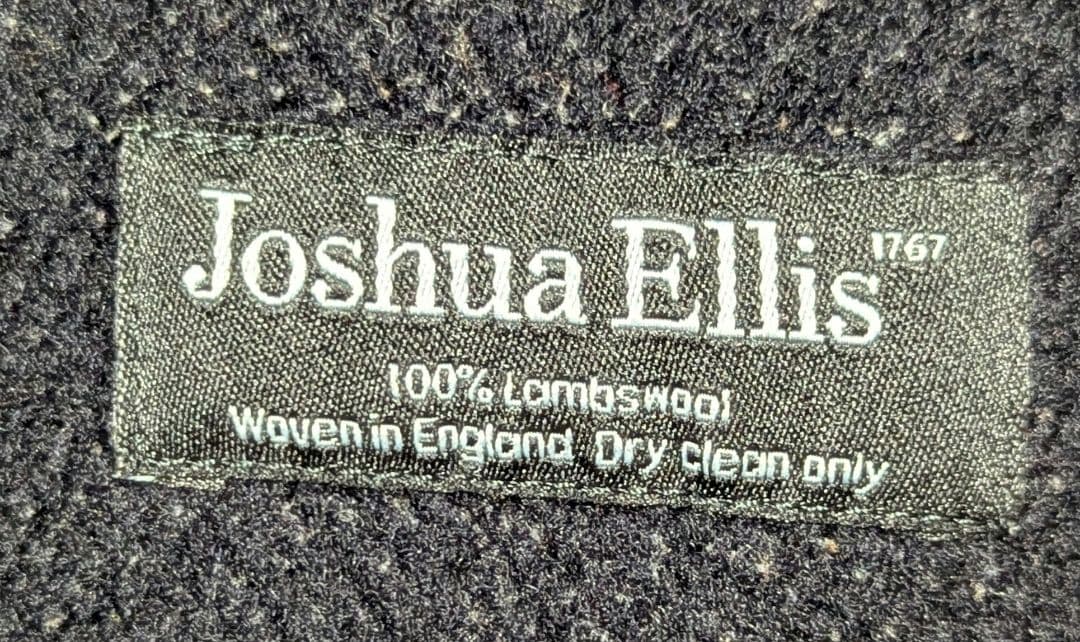 Joshua Ellis 1767
100% Lambswool
Woven in England Dry clean only